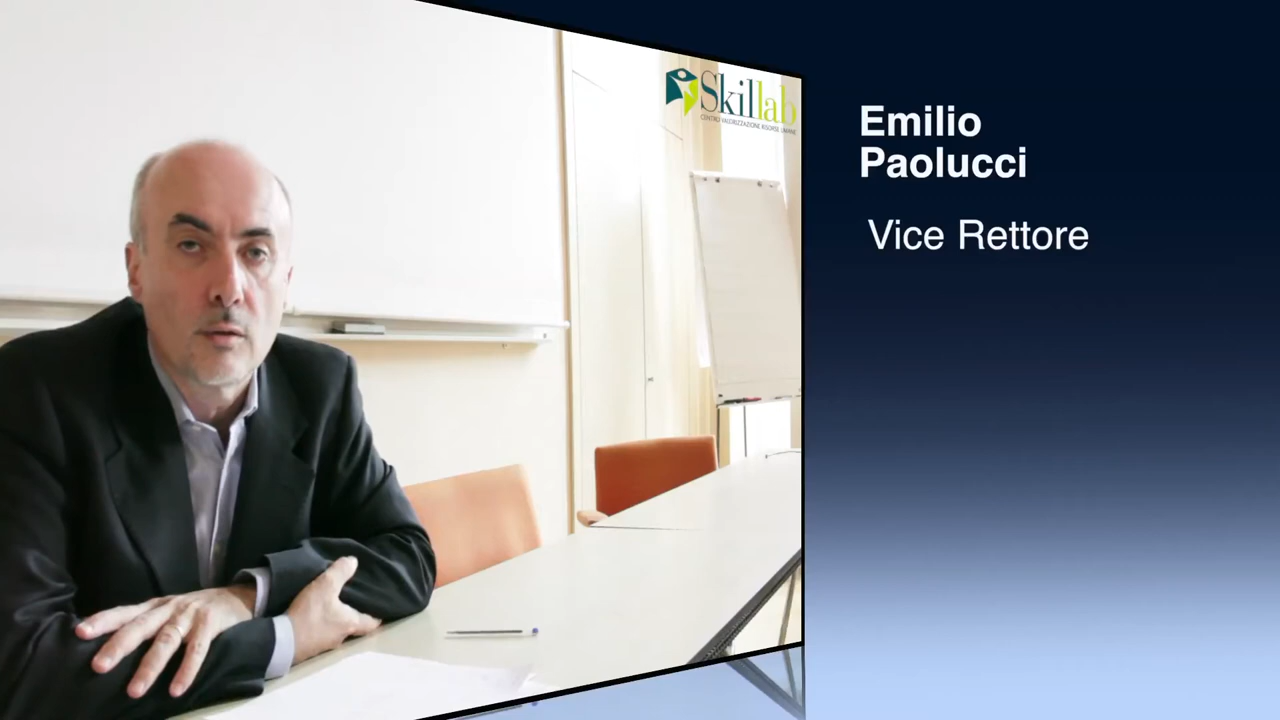 Skillab
CENTRO VALORIZZAZIONE RISORSE UMANE
Emilio
Paolucci
Vice Rettore